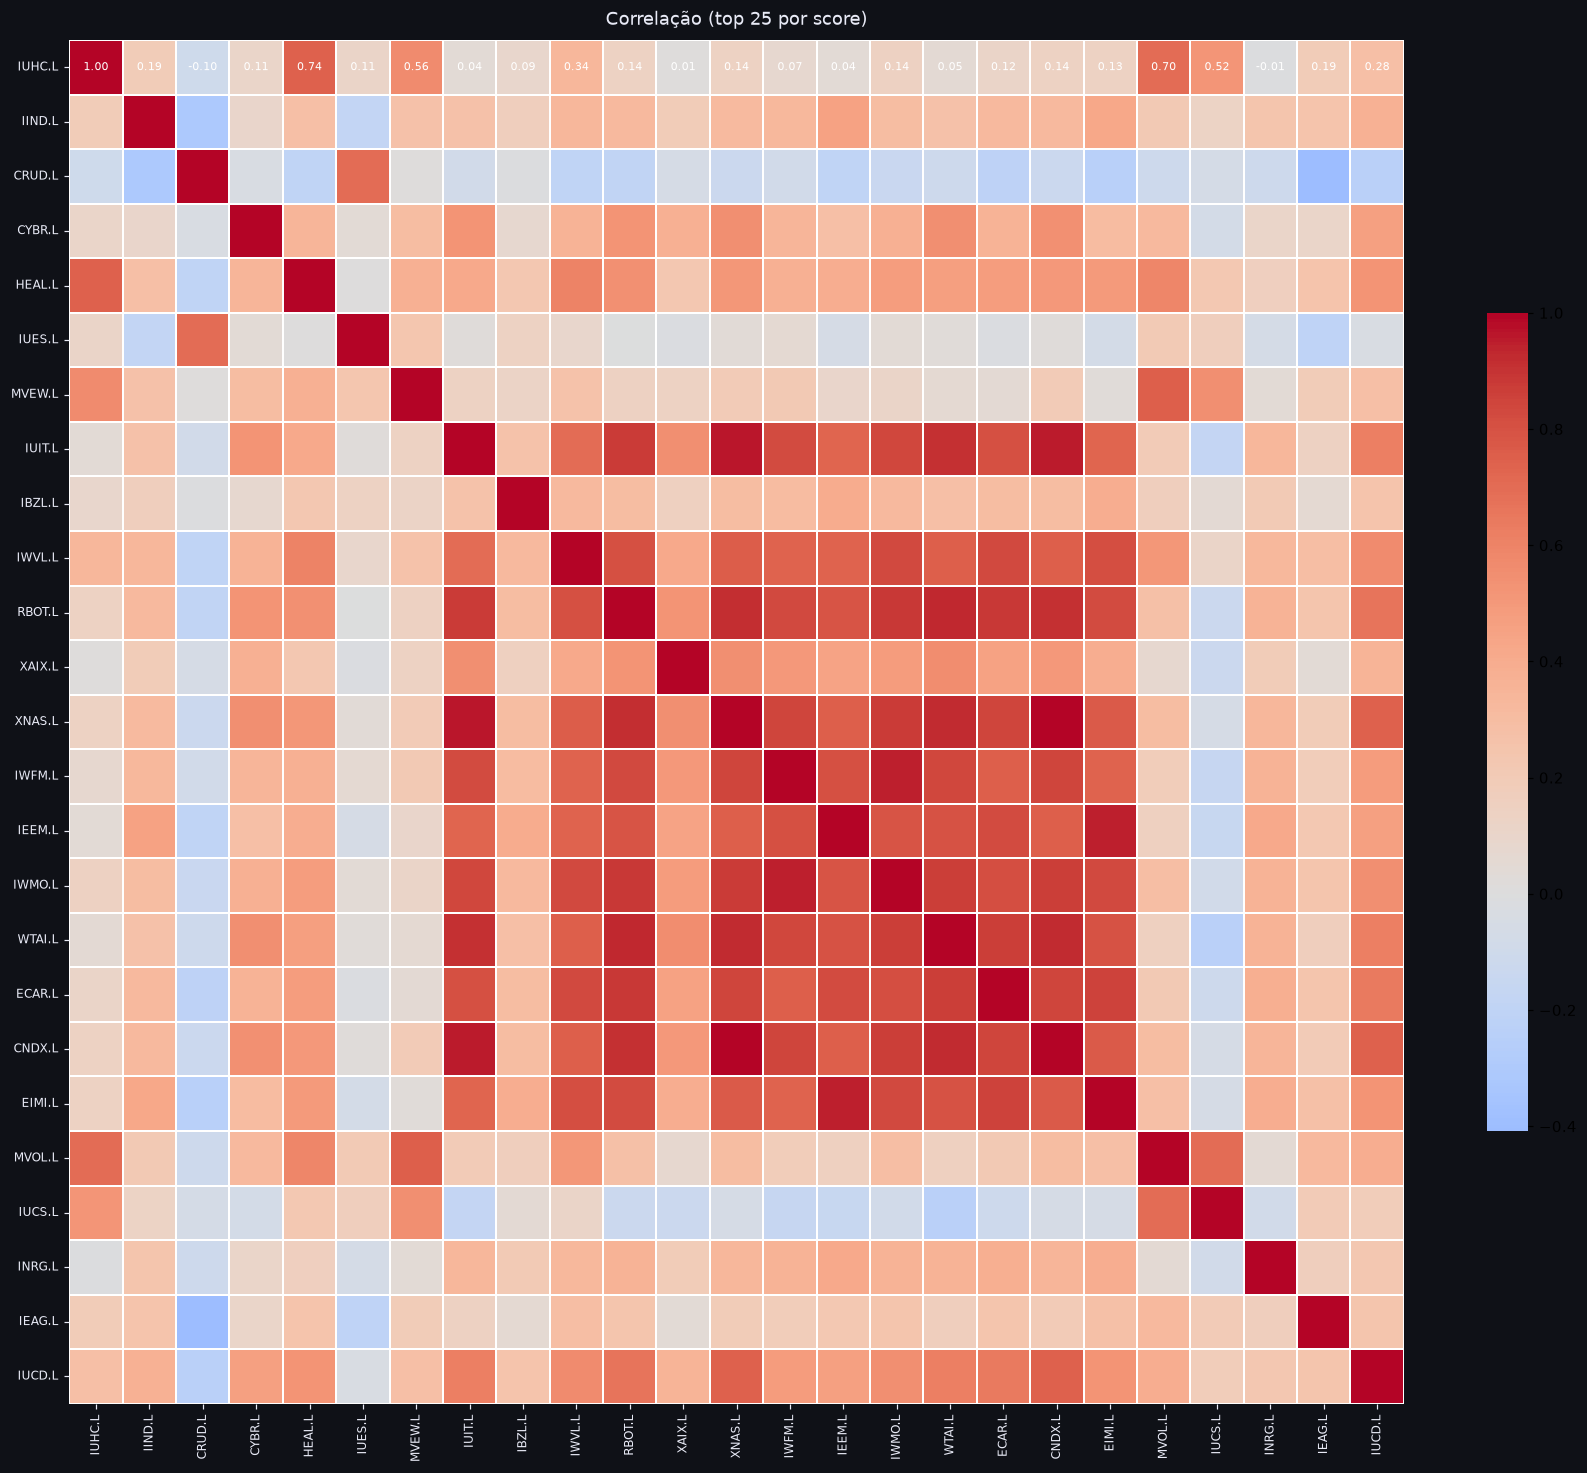 Correlação (top 25 por score)
IUHC.L 1.00 0.19 -0.10 0.11 0.74 0.11 0.56 0.04 0.09 0.34 0.14 0.01 0.14 0.07 0.04 0.14 0.05 0.12 0.14 0.13 0.70 0.52 -0.01 0.19 0.28
IIND.L
CRUD.L
CYBR.L
HEAL.L
IUES.L
MVEW.L
IUIT.L
IBZL.L
IWVL.L
RBOT.L
XAIX.L
XNAS.L
IWFM.L
IEEM.L
IWMO.L
WTAI.L
ECAR.L
CNDX.L
EIMI.L
MVOL.L
IUCS.L
INRG.L
IEAG.L
IUCD.L
IUHC.L IIND.L CRUD.L CYBR.L HEAL.L IUES.L MVEW.L IUIT.L IBZL.L IWVL.L RBOT.L XAIX.L XNAS.L IWFM.L IEEM.L IWMO.L WTAI.L ECAR.L CNDX.L EIMI.L MVOL.L IUCS.L INRG.L IEAG.L IUCD.L
1.0
0.8
0.6
0.4
0.2
0.0
−0.2
−0.4